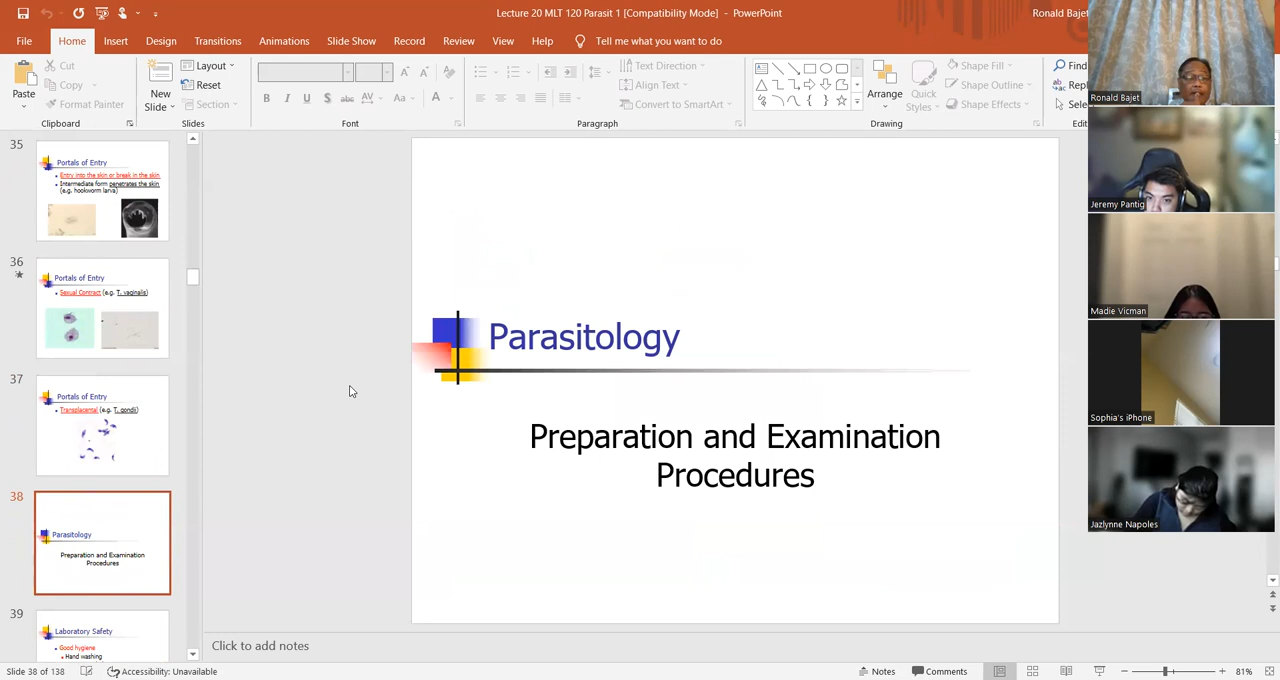 Lecture 20 MLT 120 Parasit 1 [Compatibility Mode] - PowerPoint
Ronald Bajet
File Home Insert Design Slide Show Transitions Animations Slide Show Record Review View Help Tell me what you want to do
Paste
Cut
Copy
Format Painter
Clipboard
New
Slide
Layout
Reset
Section
Slides
B I U S abc AV Aa A
Font
Text Direction
Align Text
Convert to SmartArt
Paragraph
Arrange
Quick
Styles
Shape Fill
Shape Outline
Shape Effects
Drawing
Find
Repl
Sele
Edit
35
Portals of Entry
Entry into the skin or break in the skin
Intermediate form penetrates the skin
(e.g. hookworm larva)
36
Portals of Entry
Sexual Contract (e.g. T. vaginalis)
37
Portals of Entry
Transplacental (e.g. T. gondii)
38
Parasitology
Preparation and Examination
Procedures
39
Laboratory Safety
Good hygiene
Hand washing
Parasitology
Preparation and Examination
Procedures
Ronald Bajet
Jeremy Pantig
Madie Vicman
Sophia's iPhone
Jazlynne Napoles
Click to add notes
Slide 38 of 138 Accessibility: Unavailable Notes Comments 81%